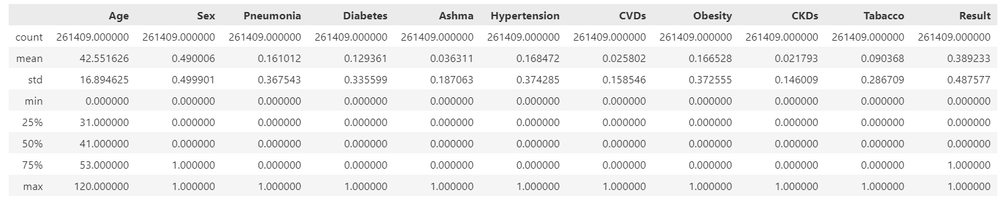 Age Sex Pneumonia Diabetes Ashma Hypertension CVDs Obesity CKDs Tabacco Result
count 261409.000000 261409.000000 261409.000000 261409.000000 261409.000000 261409.000000 261409.000000 261409.000000 261409.000000 261409.000000 261409.000000
mean 42.551626 0.490006 0.161012 0.129361 0.036311 0.168472 0.025802 0.166528 0.021793 0.090368 0.389233
std 16.894625 0.499901 0.367543 0.335599 0.187063 0.374285 0.158546 0.372555 0.146009 0.286709 0.487577
min 0.000000 0.000000 0.000000 0.000000 0.000000 0.000000 0.000000 0.000000 0.000000 0.000000 0.000000
25% 31.000000 0.000000 0.000000 0.000000 0.000000 0.000000 0.000000 0.000000 0.000000 0.000000 0.000000
50% 41.000000 0.000000 0.000000 0.000000 0.000000 0.000000 0.000000 0.000000 0.000000 0.000000 0.000000
75% 53.000000 1.000000 0.000000 0.000000 0.000000 0.000000 0.000000 0.000000 0.000000 0.000000 1.000000
max 120.000000 1.000000 1.000000 1.000000 1.000000 1.000000 1.000000 1.000000 1.000000 1.000000 1.000000